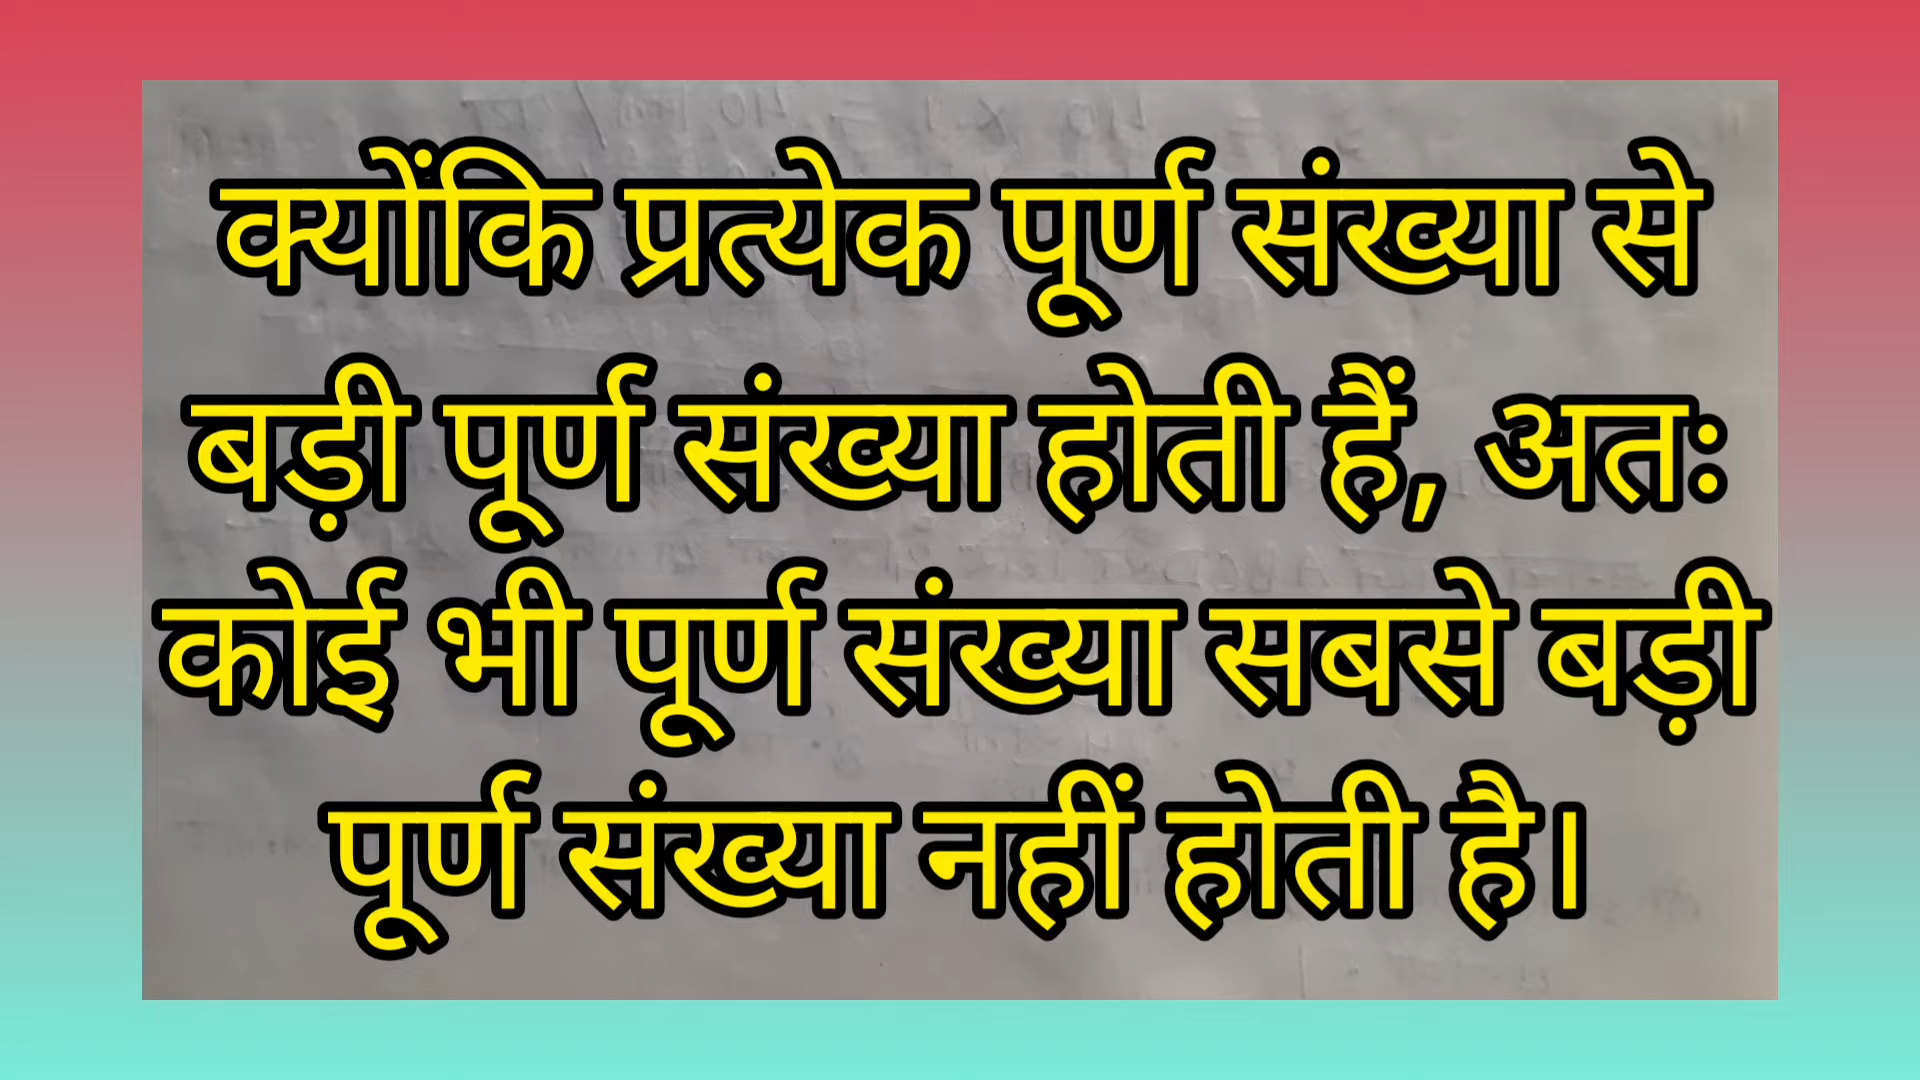 क्योंकि प्रत्येक पूर्ण संख्या से
बड़ी पूर्ण संख्या होती हैं, अतः
कोई भी पूर्ण संख्या सबसे बड़ी
पूर्ण संख्या नहीं होती है।